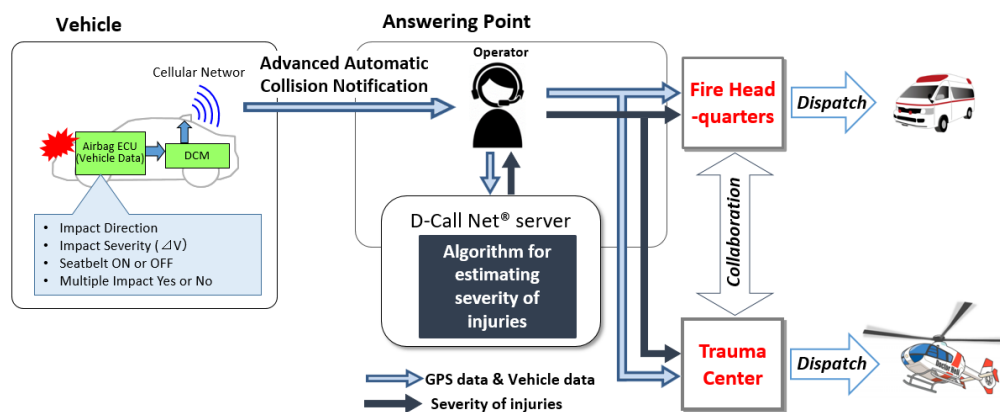 Vehicle
Cellular Networ
Airbag ECU
(Vehicle Data)
DCM
• Impact Direction
• Impact Severity (⊿V)
• Seatbelt ON or OFF
• Multiple Impact Yes or No
Advanced Automatic
Collision Notification
Answering Point
Operator
D-Call Net® server
Algorithm for
estimating
severity of
injuries
GPS data & Vehicle data
Severity of injuries
Fire Head
-quarters
Dispatch
Collaboration
Trauma
Center
Dispatch